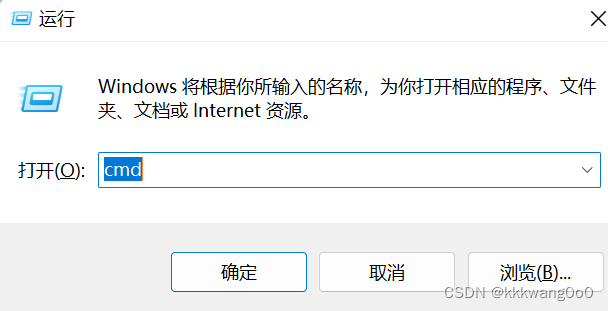 运行
Windows 将根据你所输入的名称，为你打开相应的程序、文件
夹、文档或 Internet 资源。
打开(O): cmd
确定 取消 浏览(B)...
CSDN @kkkwang0o0